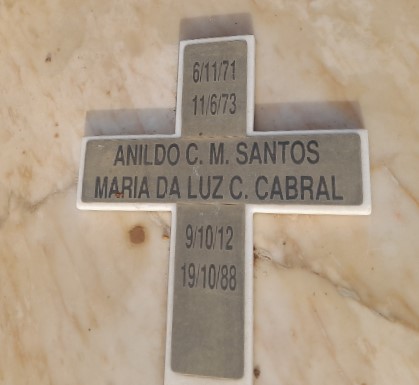 6/11/71
11/6/73
ANILDO C. M. SANTOS
MARIA DA LUZ C. CABRAL
9/10/12
19/10/88